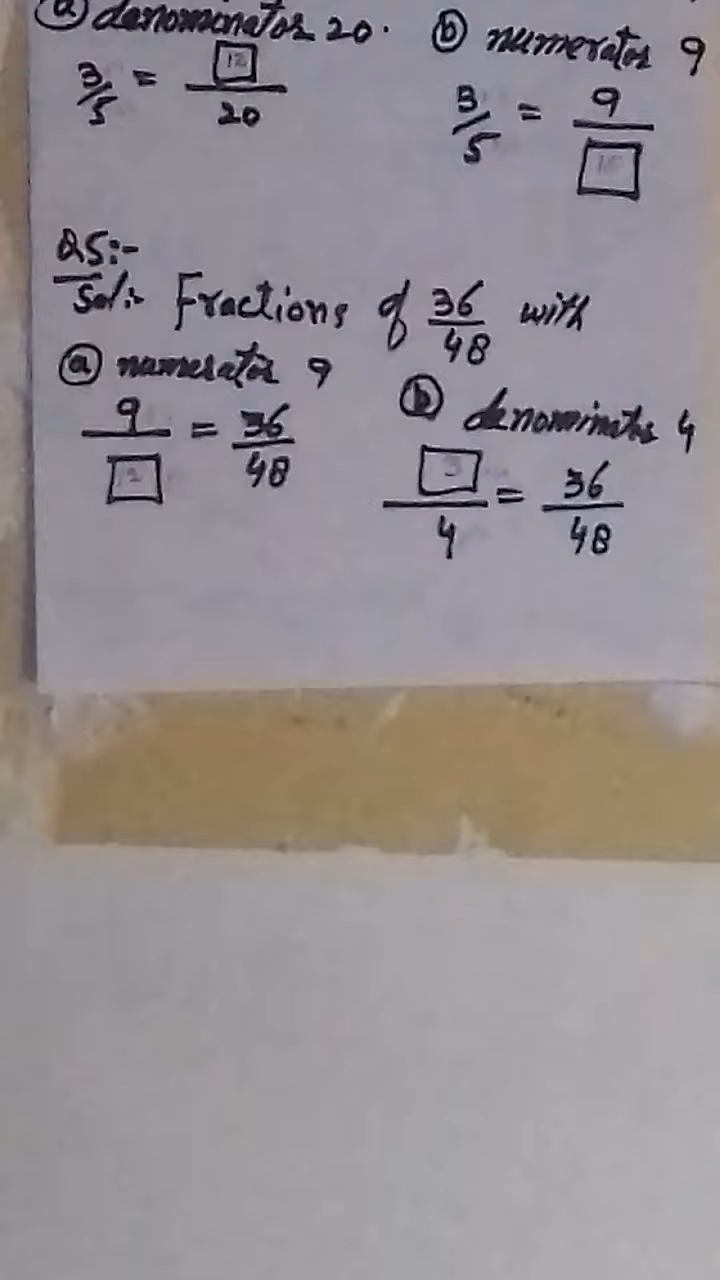 ⓐ denominator 20. ⓑ numerator 9
3/5 = 12/20
3/5 = 9/15
Q5:-
Sol:- Fractions of 36/48 with
ⓐ numerator 9
ⓑ denominator 4
9/12 = 36/48
3/4 = 36/48